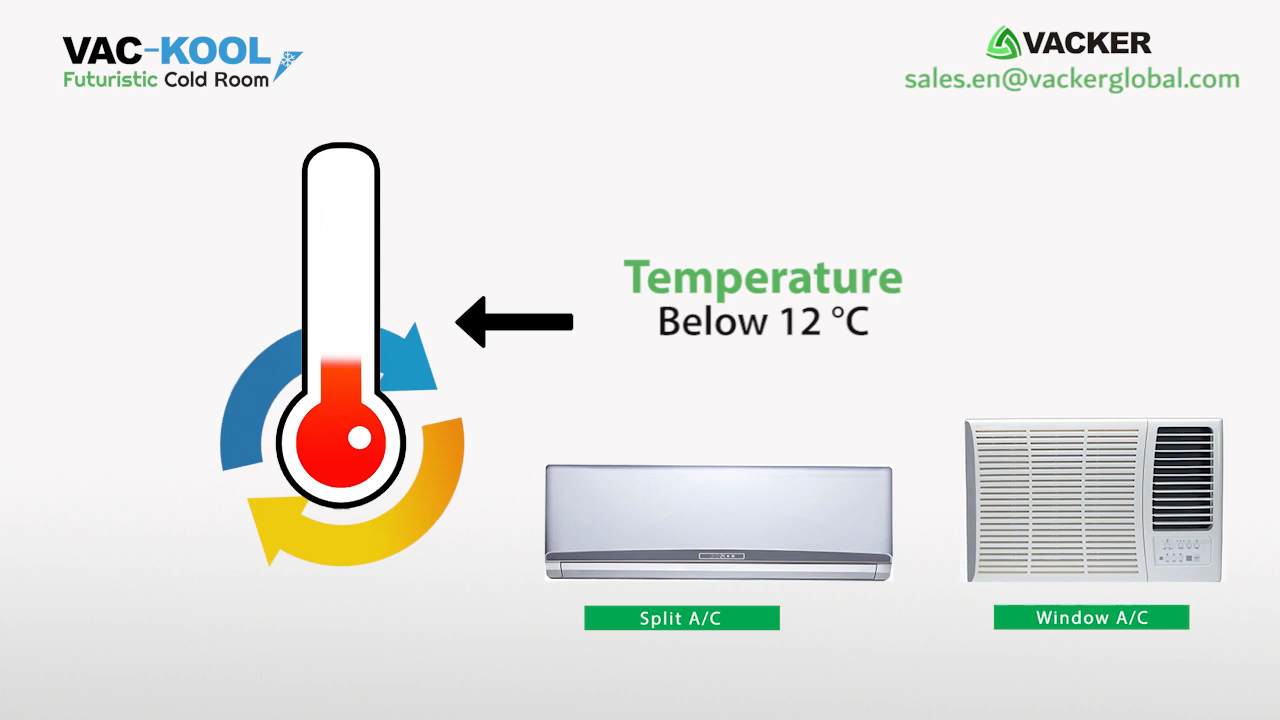 VAC-KOOL
Futuristic Cold Room
VACKER
sales.en@vackerglobal.com
Temperature
Below 12 °C
Split A/C
Window A/C